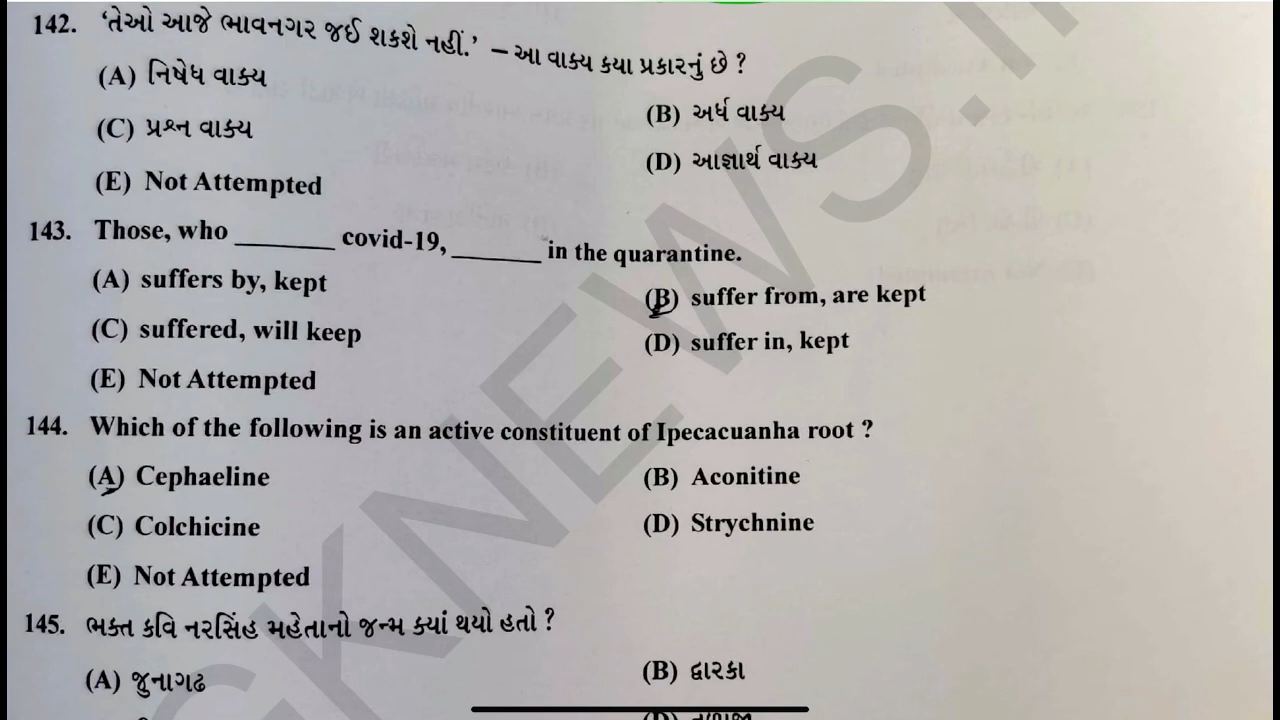 142. ‘તેઓ આજે ભાવનગર જઈ શકશે નહીં.’ – આ વાક્ય કયા પ્રકારનું છે ?
(A) નિષેધ વાક્ય
(B) અર્ધ વાક્ય
(C) પ્રશ્ન વાક્ય
(D) આજ્ઞાર્થ વાક્ય
(E) Not Attempted
143. Those, who _______ covid-19, _______ in the quarantine.
(A) suffers by, kept
(B) suffer from, are kept
(C) suffered, will keep
(D) suffer in, kept
(E) Not Attempted
144. Which of the following is an active constituent of Ipecacuanha root ?
(A) Cephaeline
(B) Aconitine
(C) Colchicine
(D) Strychnine
(E) Not Attempted
145. ભક્ત કવિ નરસિંહ મહેતાનો જન્મ ક્યાં થયો હતો ?
(A) જુનાગઢ
(B) દ્વારકા
(D)
GKNEWS.I